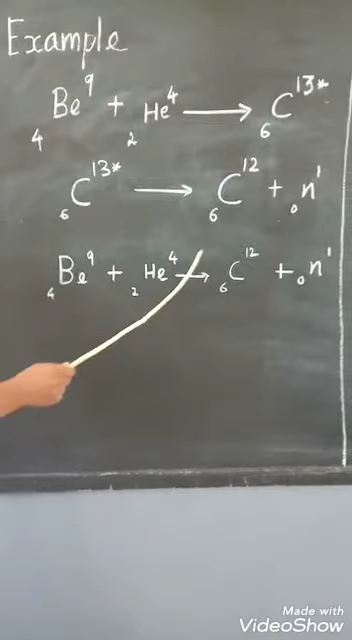 Example
₄Be⁹ + ₂He⁴ ⟶ ₆C¹³*
₆C¹³* ⟶ ₆C¹² + ₀n¹
₄Be⁹ + ₂He⁴ ⟶ ₆C¹² + ₀n¹
Made with
VideoShow